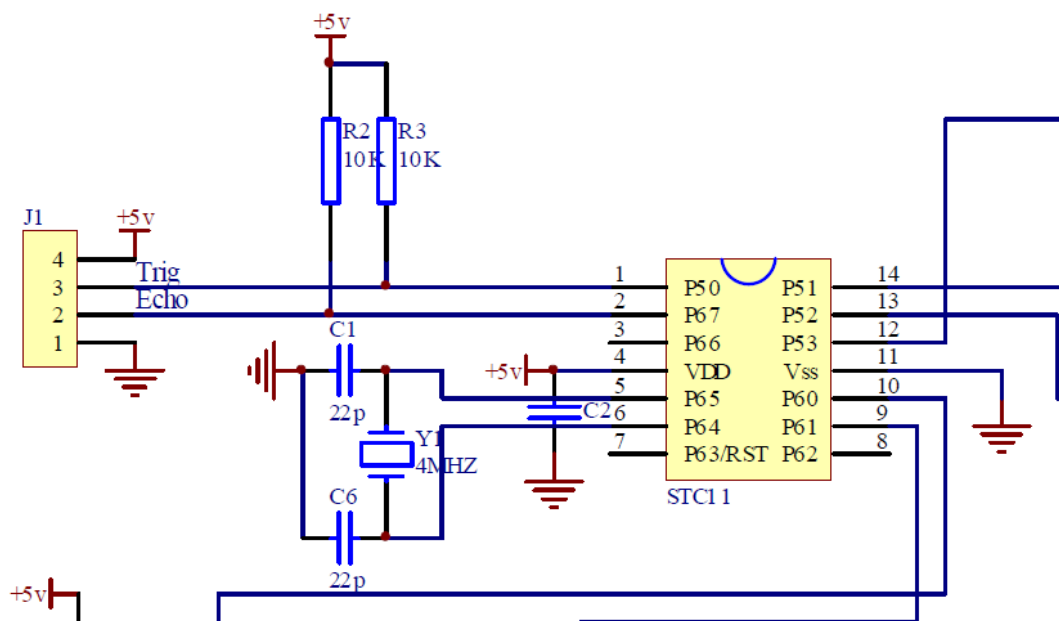 +5v
R2 R3
10K 10K
J1
+5v
4
Trig
3
Echo
2
1
1 P50 P51 14
2 P67 P52 13
3 P66 P53 12
+5v 4 VDD Vss 11
5 P65 P60 10
6 P64 P61 9
7 P63/RST P62 8
STC11
C1
22p
C2
Y1
4MHZ
C6
22p
+5v